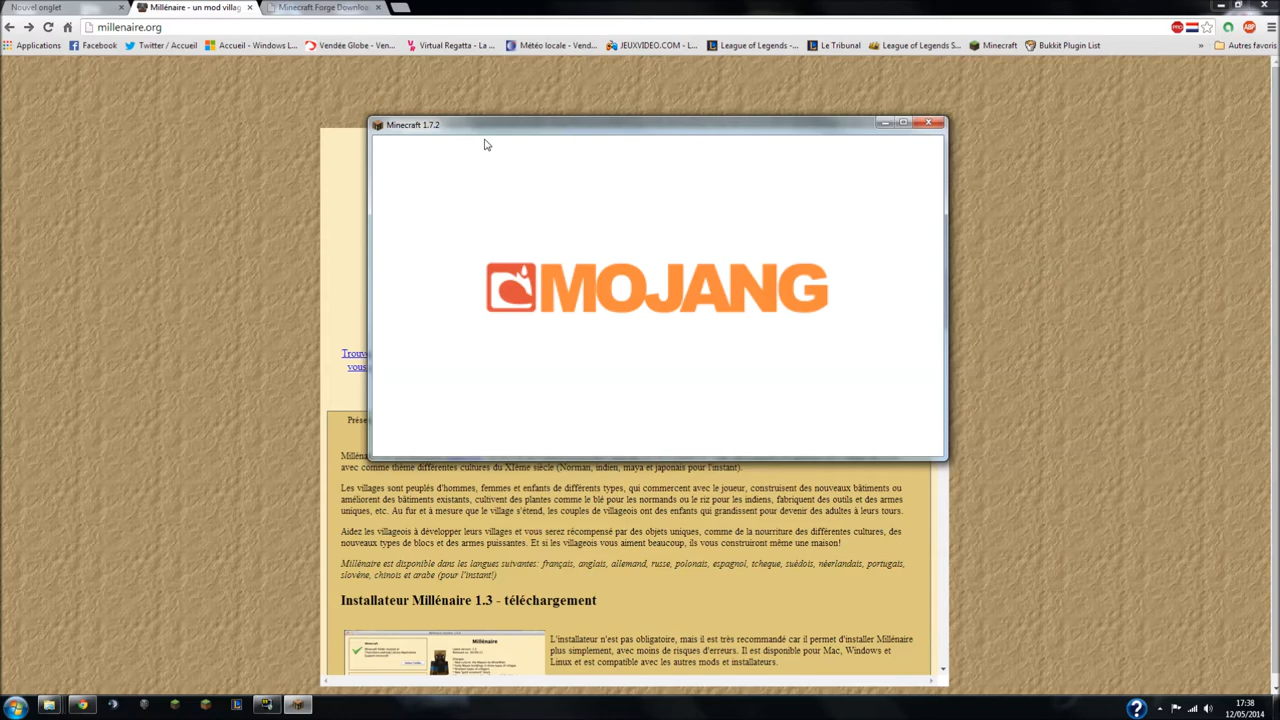 Nouvel onglet
Millénaire - un mod villag
Minecraft Forge Downloa
millenaire.org
Applications
Facebook
Twitter / Accueil
Accueil - Windows L...
Vendée Globe - Ven...
Virtual Regatta - La ...
Météo locale - Vend...
JEUXVIDEO.COM - L...
League of Legends -...
Le Tribunal
League of Legends S...
Minecraft
Bukkit Plugin List
»
Autres favoris
Minecraft 1.7.2
MOJANG
Trouv
vous
Prése
Milléna
avec comme thème différentes cultures du XIème siècle (Norman, indien, maya et japonais pour l'instant).
Les villages sont peuplés d'hommes, femmes et enfants de différents types, qui commercent avec le joueur, construisent des nouveaux bâtiments ou
améliorent des bâtiments existants, cultivent des plantes comme le blé pour les normands ou le riz pour les indiens, fabriquent des outils et des armes
uniques, etc. Au fur et à mesure que le village s'étend, les couples de villageois ont des enfants qui grandissent pour devenir des adultes à leurs tours.
Aidez les villageois à développer leurs villages et vous serez récompensé par des objets uniques, comme de la nourriture des différentes cultures, des
nouveaux types de blocs et des armes puissantes. Et si les villageois vous aiment beaucoup, ils vous construiront même une maison!
Millénaire est disponible dans les langues suivantes: français, anglais, allemand, russe, polonais, espagnol, tcheque, suédois, néerlandais, portugais,
slovène, chinois et arabe (pour l'instant!)
Installateur Millénaire 1.3 - téléchargement
Millénaire
L'installateur n'est pas obligatoire, mais il est très recommandé car il permet d'installer Millénaire
plus simplement, avec moins de risques d'erreurs. Il est disponible pour Mac, Windows et
Linux et est compatible avec les autres mods et installateurs.
17:38
12/05/2014